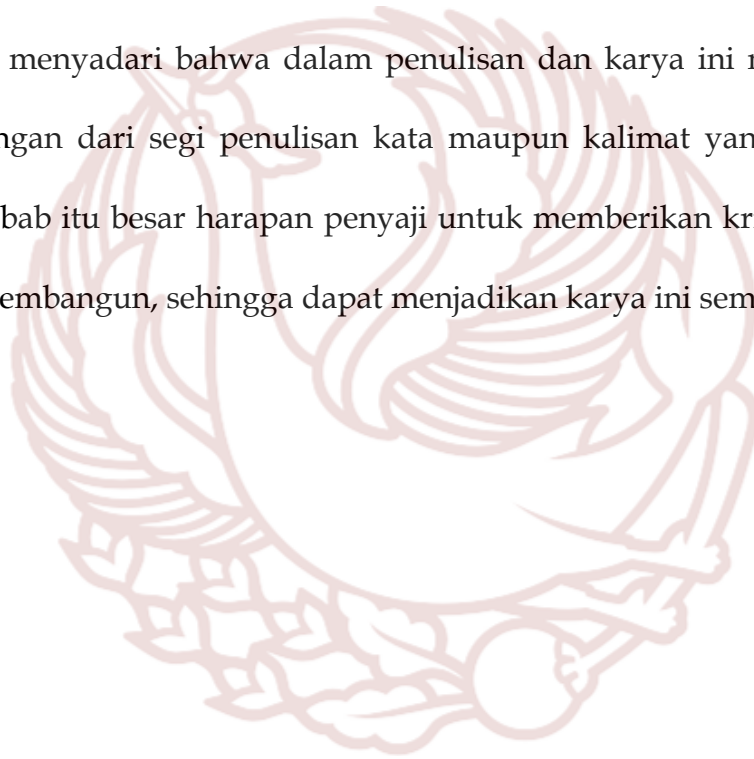 menyadari bahwa dalam penulisan dan karya ini
ngan dari segi penulisan kata maupun kalimat yan
bab itu besar harapan penyaji untuk memberikan kr
embangun, sehingga dapat menjadikan karya ini sem